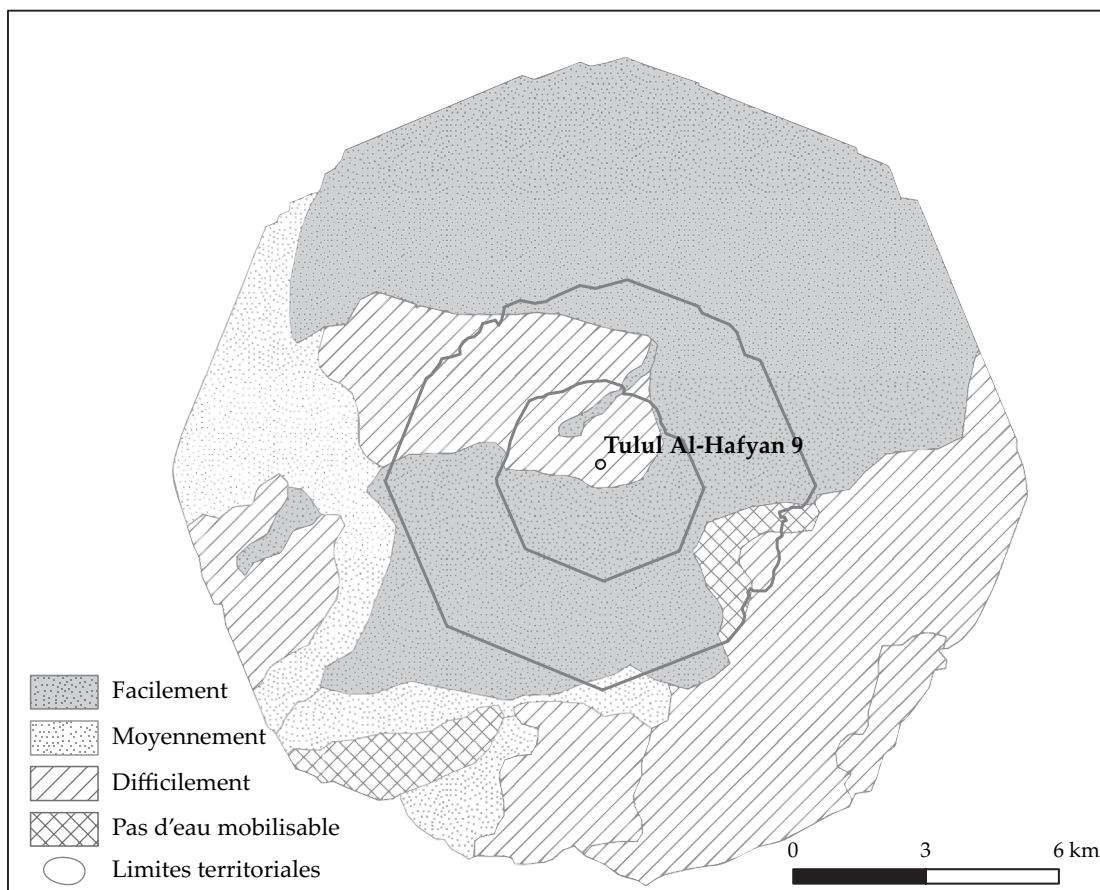 Tulul Al-Hafyan 9
Facilement
Moyennement
Difficilement
Pas d'eau mobilisable
Limites territoriales
0 3 6 km